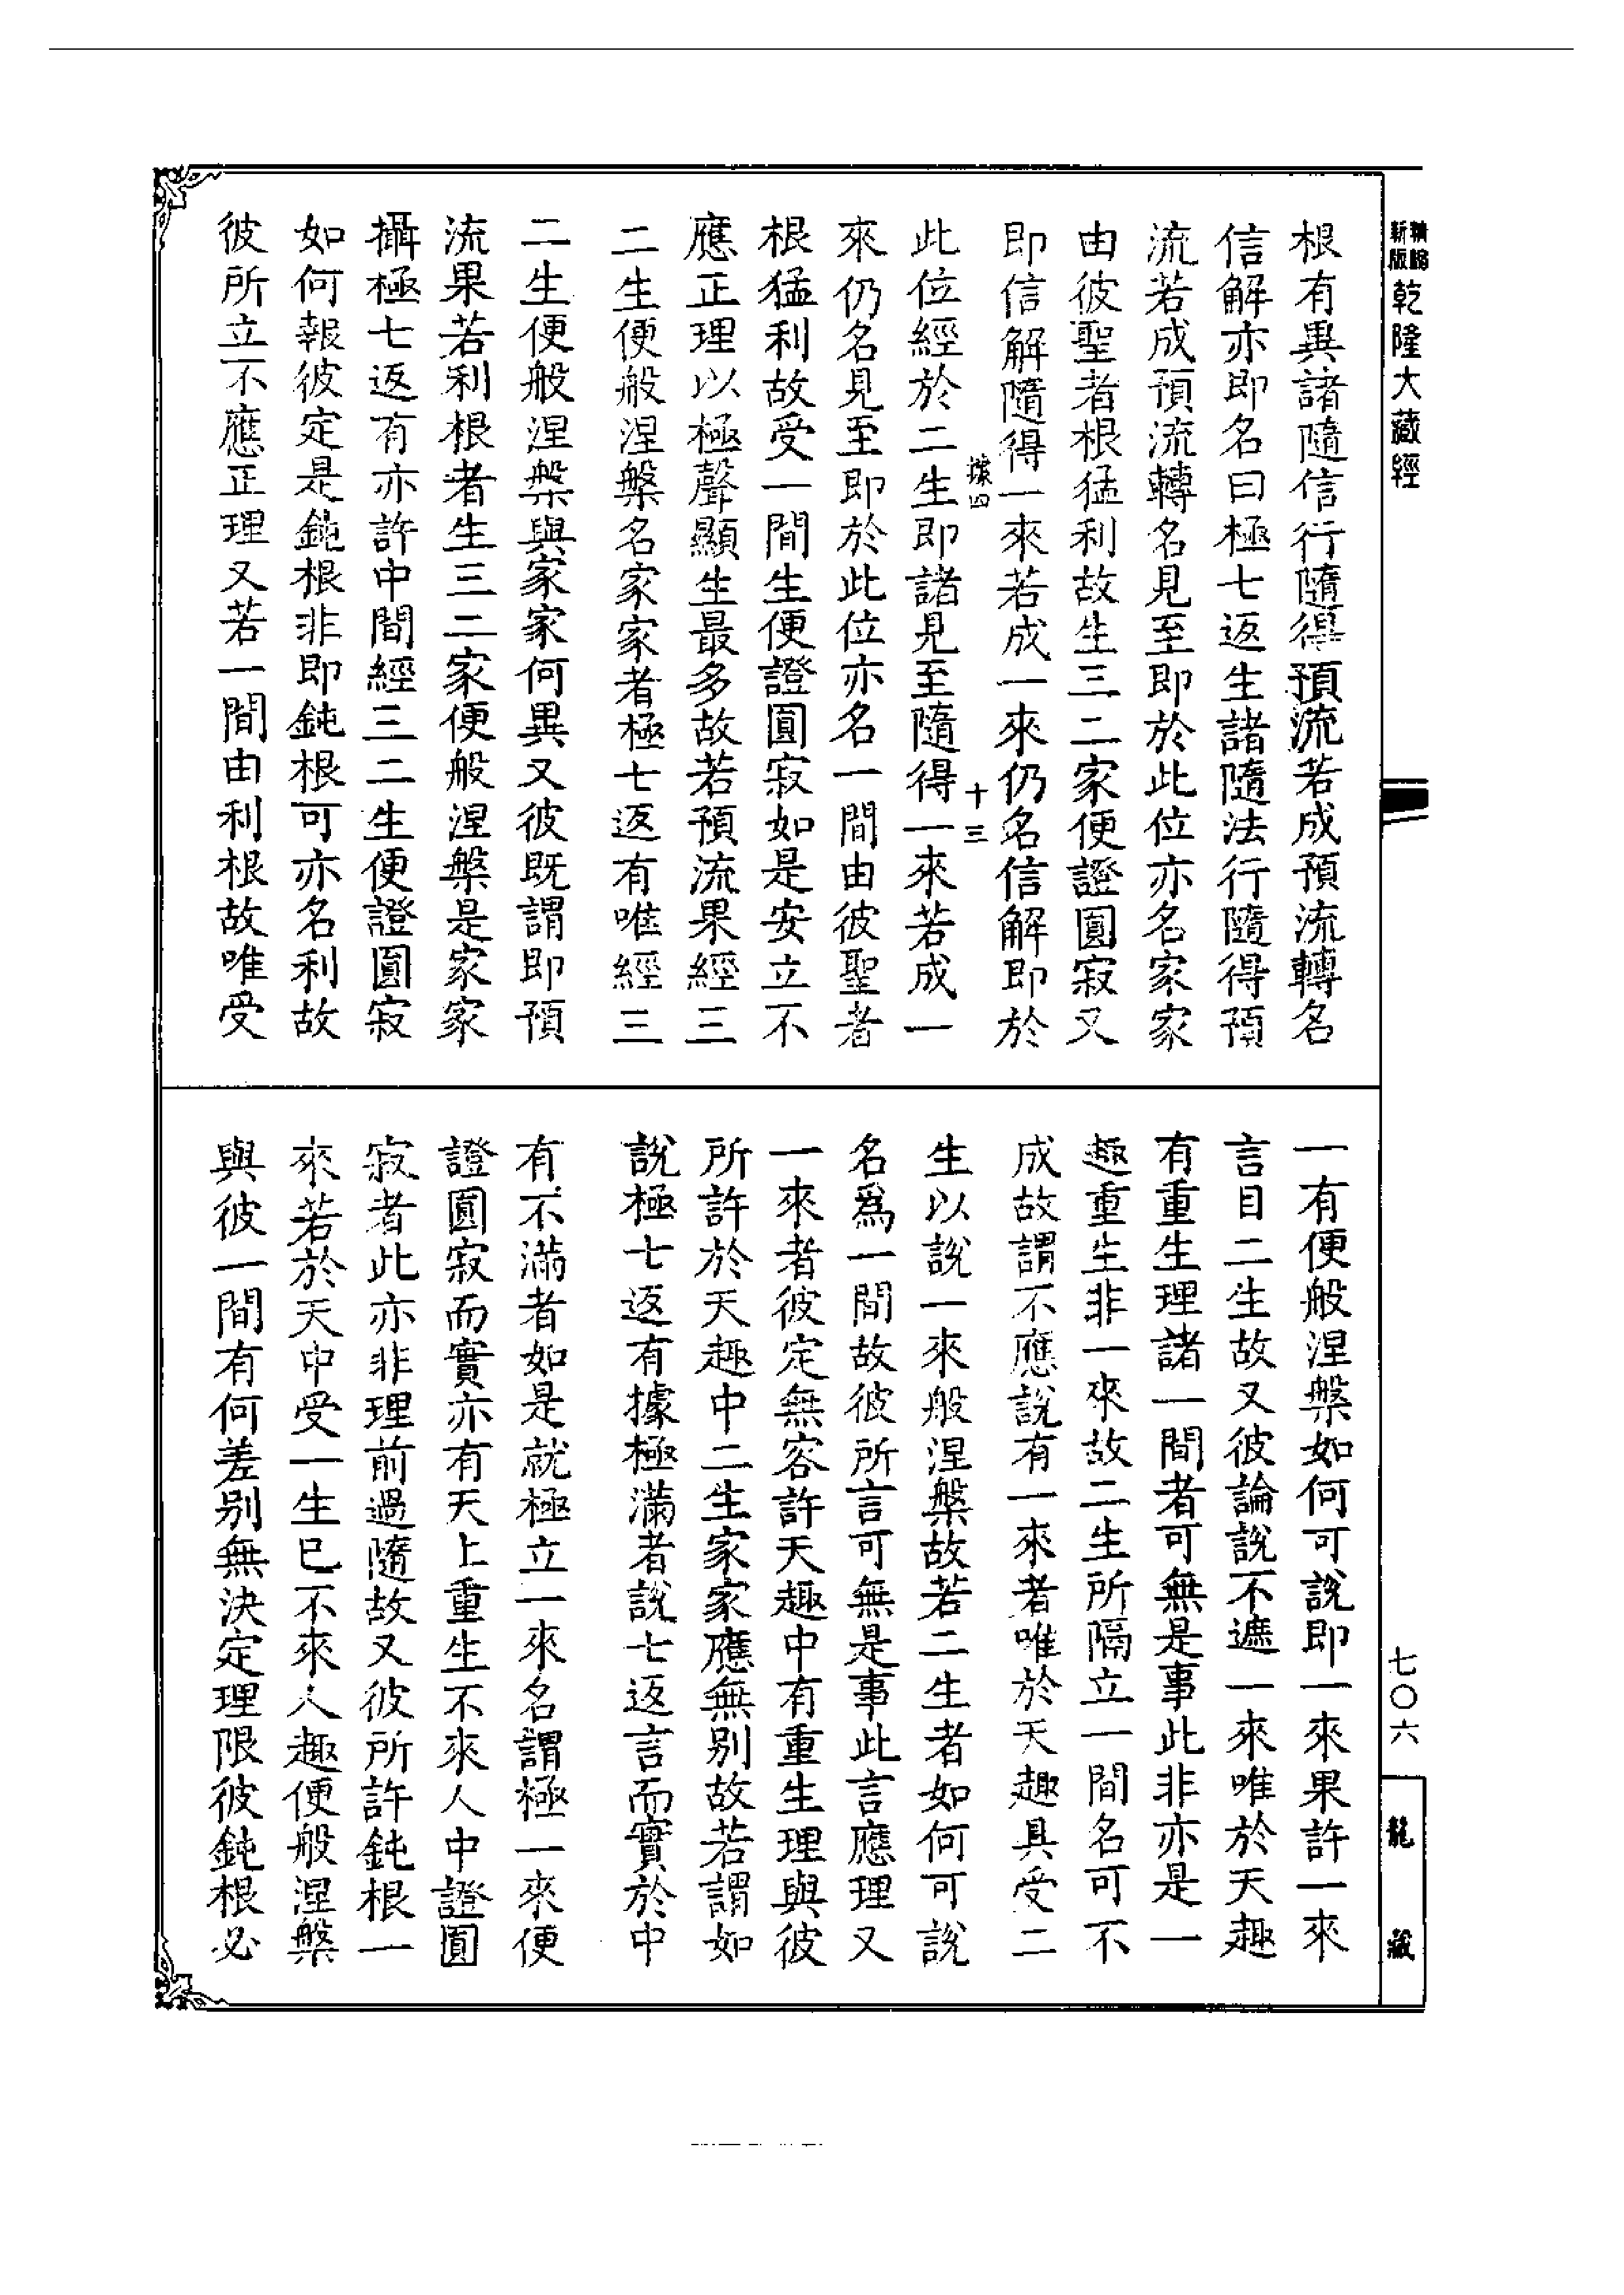 新版
乾隆大藏經
七〇六
龍藏
根有異諸隨信行隨得預流若成預流轉名
信解亦即名曰極七返生諸隨法行隨得預
流若成預流轉名見至即於此位亦名家家
由彼聖者根猛利故生三二家便證圓寂又
即信解隨得一來若成一來仍名信解即於
據四
十三
此位經於二生即諸見至隨得一來若成一
來仍名見至即於此位亦名一間由彼聖者
根猛利故受一間生便證圓寂如是安立不
應正理以極聲顯生最多故若預流果經三
二生便般涅槃名家家者極七返有唯經三
二生便般涅槃與家家何異又彼既謂即預
流果若利根者生三二家便般涅槃是家家
攝極七返有亦許中間經三二生便證圓寂
如何報彼定是鈍根非即鈍根可亦名利故
彼所立不應正理又若一間由利根故唯受
一有便般涅槃如何可說即一來果許一來
言目二生故又彼論說不遮一來唯於天趣
有重生理諸一間者可無是事此非亦是一
趣重生非一來故二生所隔立一間名可不
成故謂不應說有一來者唯於天趣具受二
生以說一來般涅槃故若二生者如何可說
名爲一間故彼所言可無是事此言應理又
一來者彼定無容許天趣中有重生理與彼
所許於天趣中二生家家應無別故若謂如
說極七返有據極滿者說七返言而實於中
有不滿者如是就極立一來名謂極一來便
證圓寂而實亦有天上重生不來人中證圓
寂者此亦非理前過隨故又彼所許鈍根一
來若於天中受一生已不來人趣便般涅槃
與彼一間有何差別無決定理限彼鈍根必